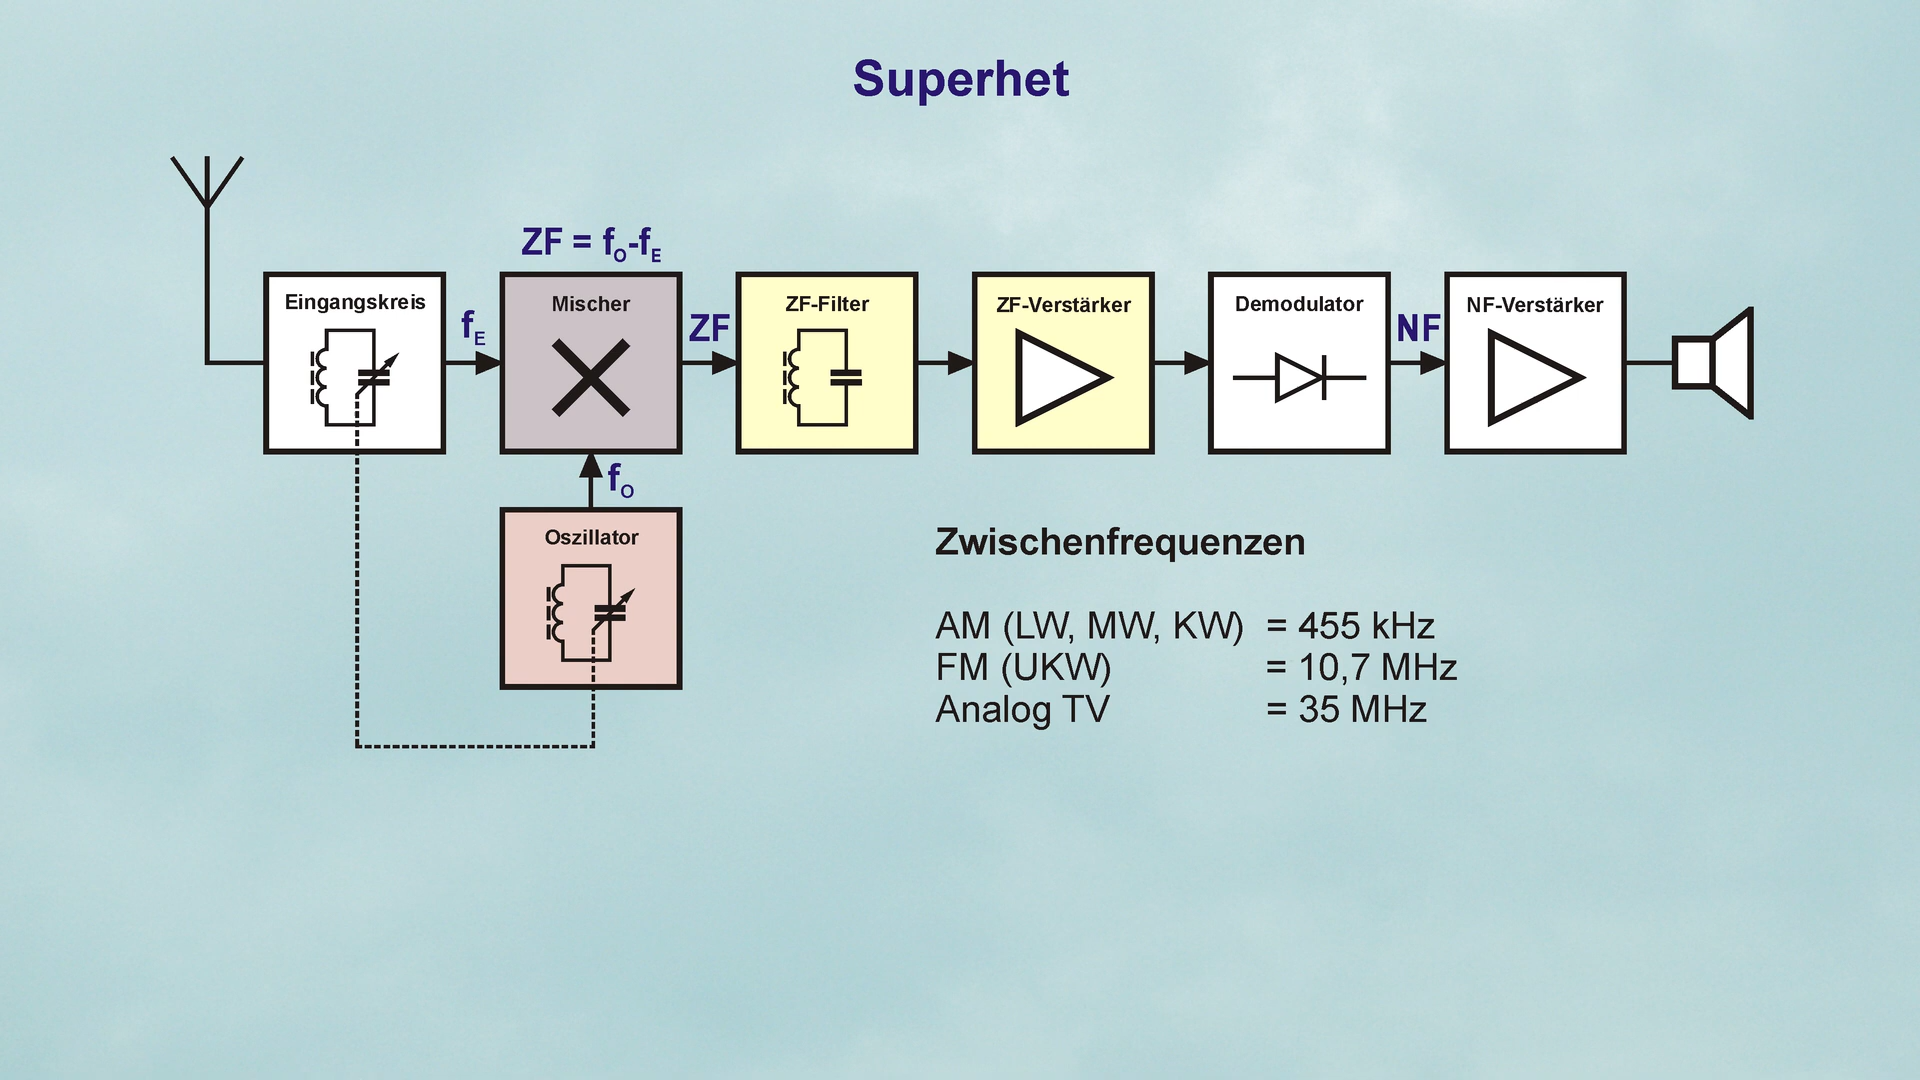 Superhet
ZF = fO-fE
Eingangskreis
fE
Mischer
ZF
ZF-Filter
ZF-Verstärker
Demodulator
NF
NF-Verstärker
fO
Oszillator
Zwischenfrequenzen
AM (LW, MW, KW) = 455 kHz
FM (UKW) = 10,7 MHz
Analog TV = 35 MHz